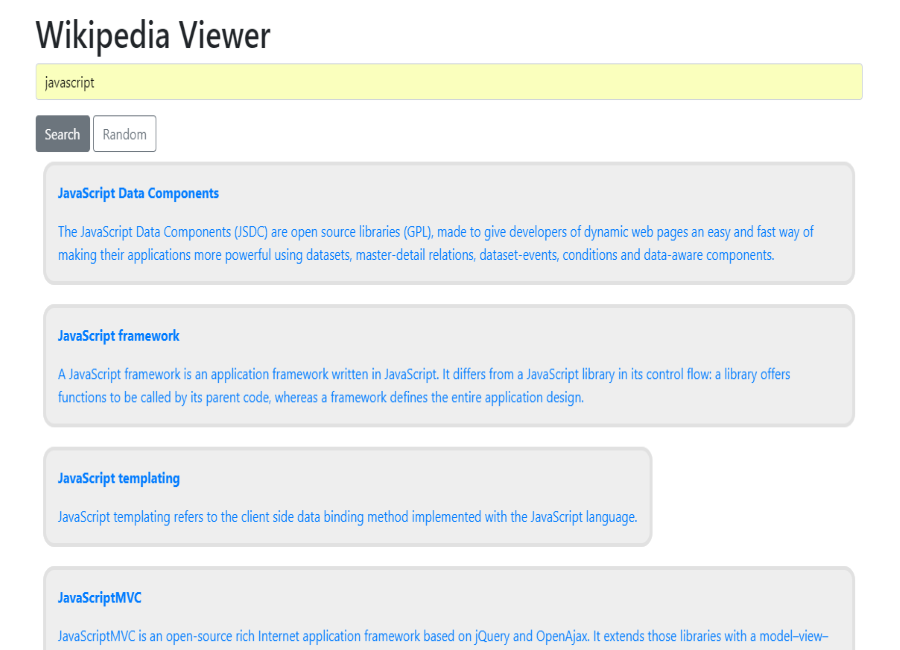 Wikipedia Viewer
javascript
Search Random
JavaScript Data Components
The JavaScript Data Components (JSDC) are open source libraries (GPL), made to give developers of dynamic web pages an easy and fast way of
making their applications more powerful using datasets, master-detail relations, dataset-events, conditions and data-aware components.
JavaScript framework
A JavaScript framework is an application framework written in JavaScript. It differs from a JavaScript library in its control flow: a library offers
functions to be called by its parent code, whereas a framework defines the entire application design.
JavaScript templating
JavaScript templating refers to the client side data binding method implemented with the JavaScript language.
JavaScriptMVC
JavaScriptMVC is an open-source rich Internet application framework based on jQuery and OpenAjax. It extends those libraries with a model–view–